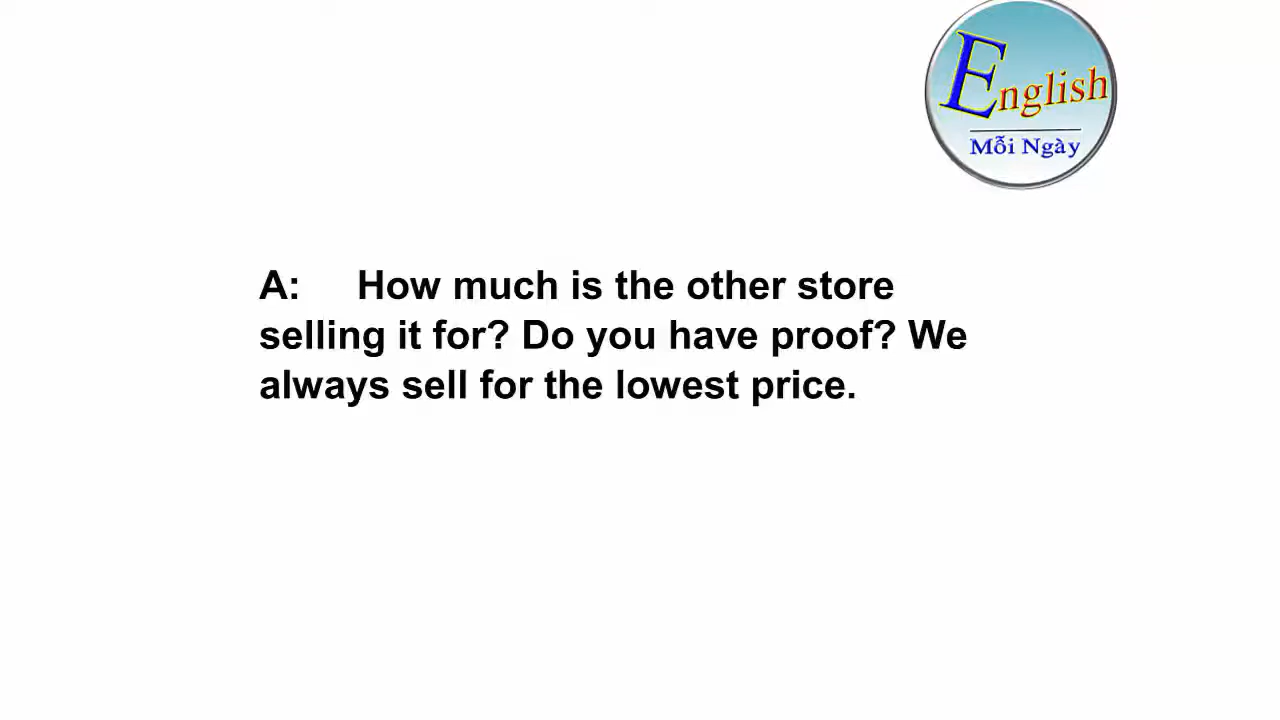 English
Mỗi Ngày
A: How much is the other store
selling it for? Do you have proof? We
always sell for the lowest price.